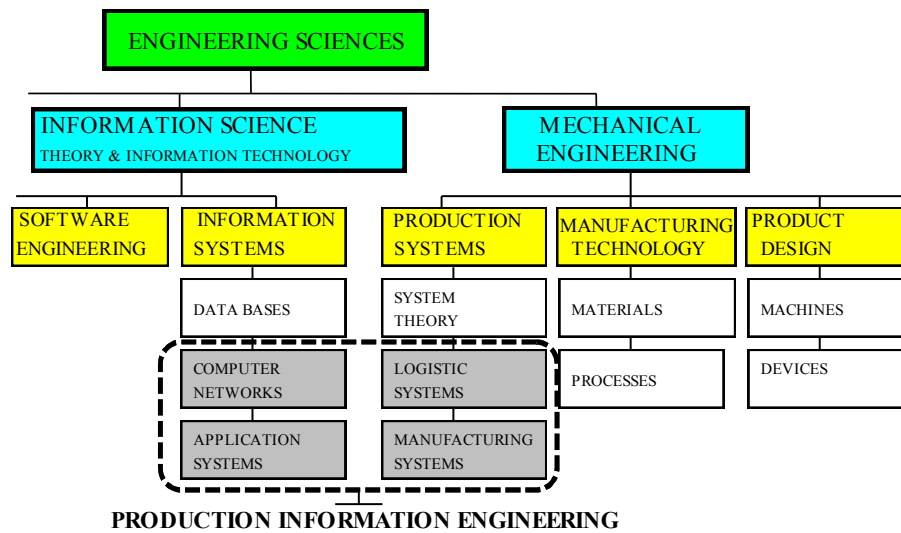 ENGINEERING SCIENCES
INFORMATION SCIENCE
THEORY & INFORMATION TECHNOLOGY
MECHANICAL
ENGINEERING
SOFTWARE
ENGINEERING
INFORMATION
SYSTEMS
PRODUCTION
SYSTEMS
MANUFACTURING
TECHNOLOGY
PRODUCT
DESIGN
DATA BASES
SYSTEM
THEORY
MATERIALS
MACHINES
COMPUTER
NETWORKS
LOGISTIC
SYSTEMS
PROCESSES
DEVICES
APPLICATION
SYSTEMS
MANUFACTURING
SYSTEMS
PRODUCTION INFORMATION ENGINEERING